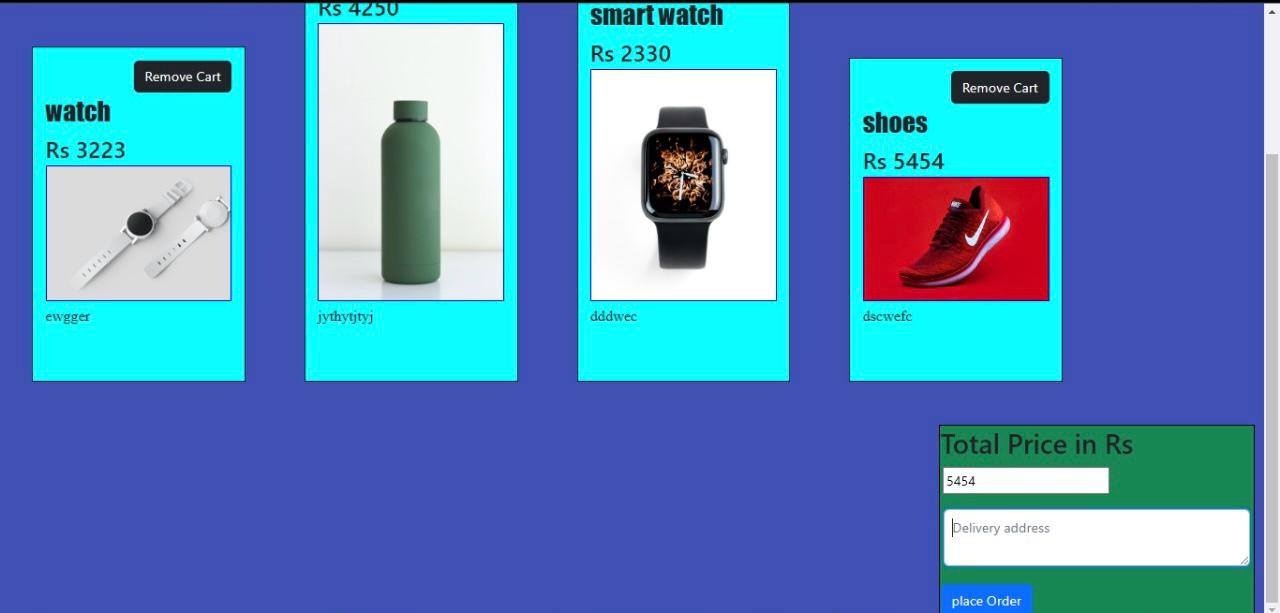 Remove Cart
watch
Rs 3223
ewgger
Rs 4250
jythytjtyj
smart watch
Rs 2330
dddwec
Remove Cart
shoes
Rs 5454
dscwefc
Total Price in Rs
5454
Delivery address
place Order